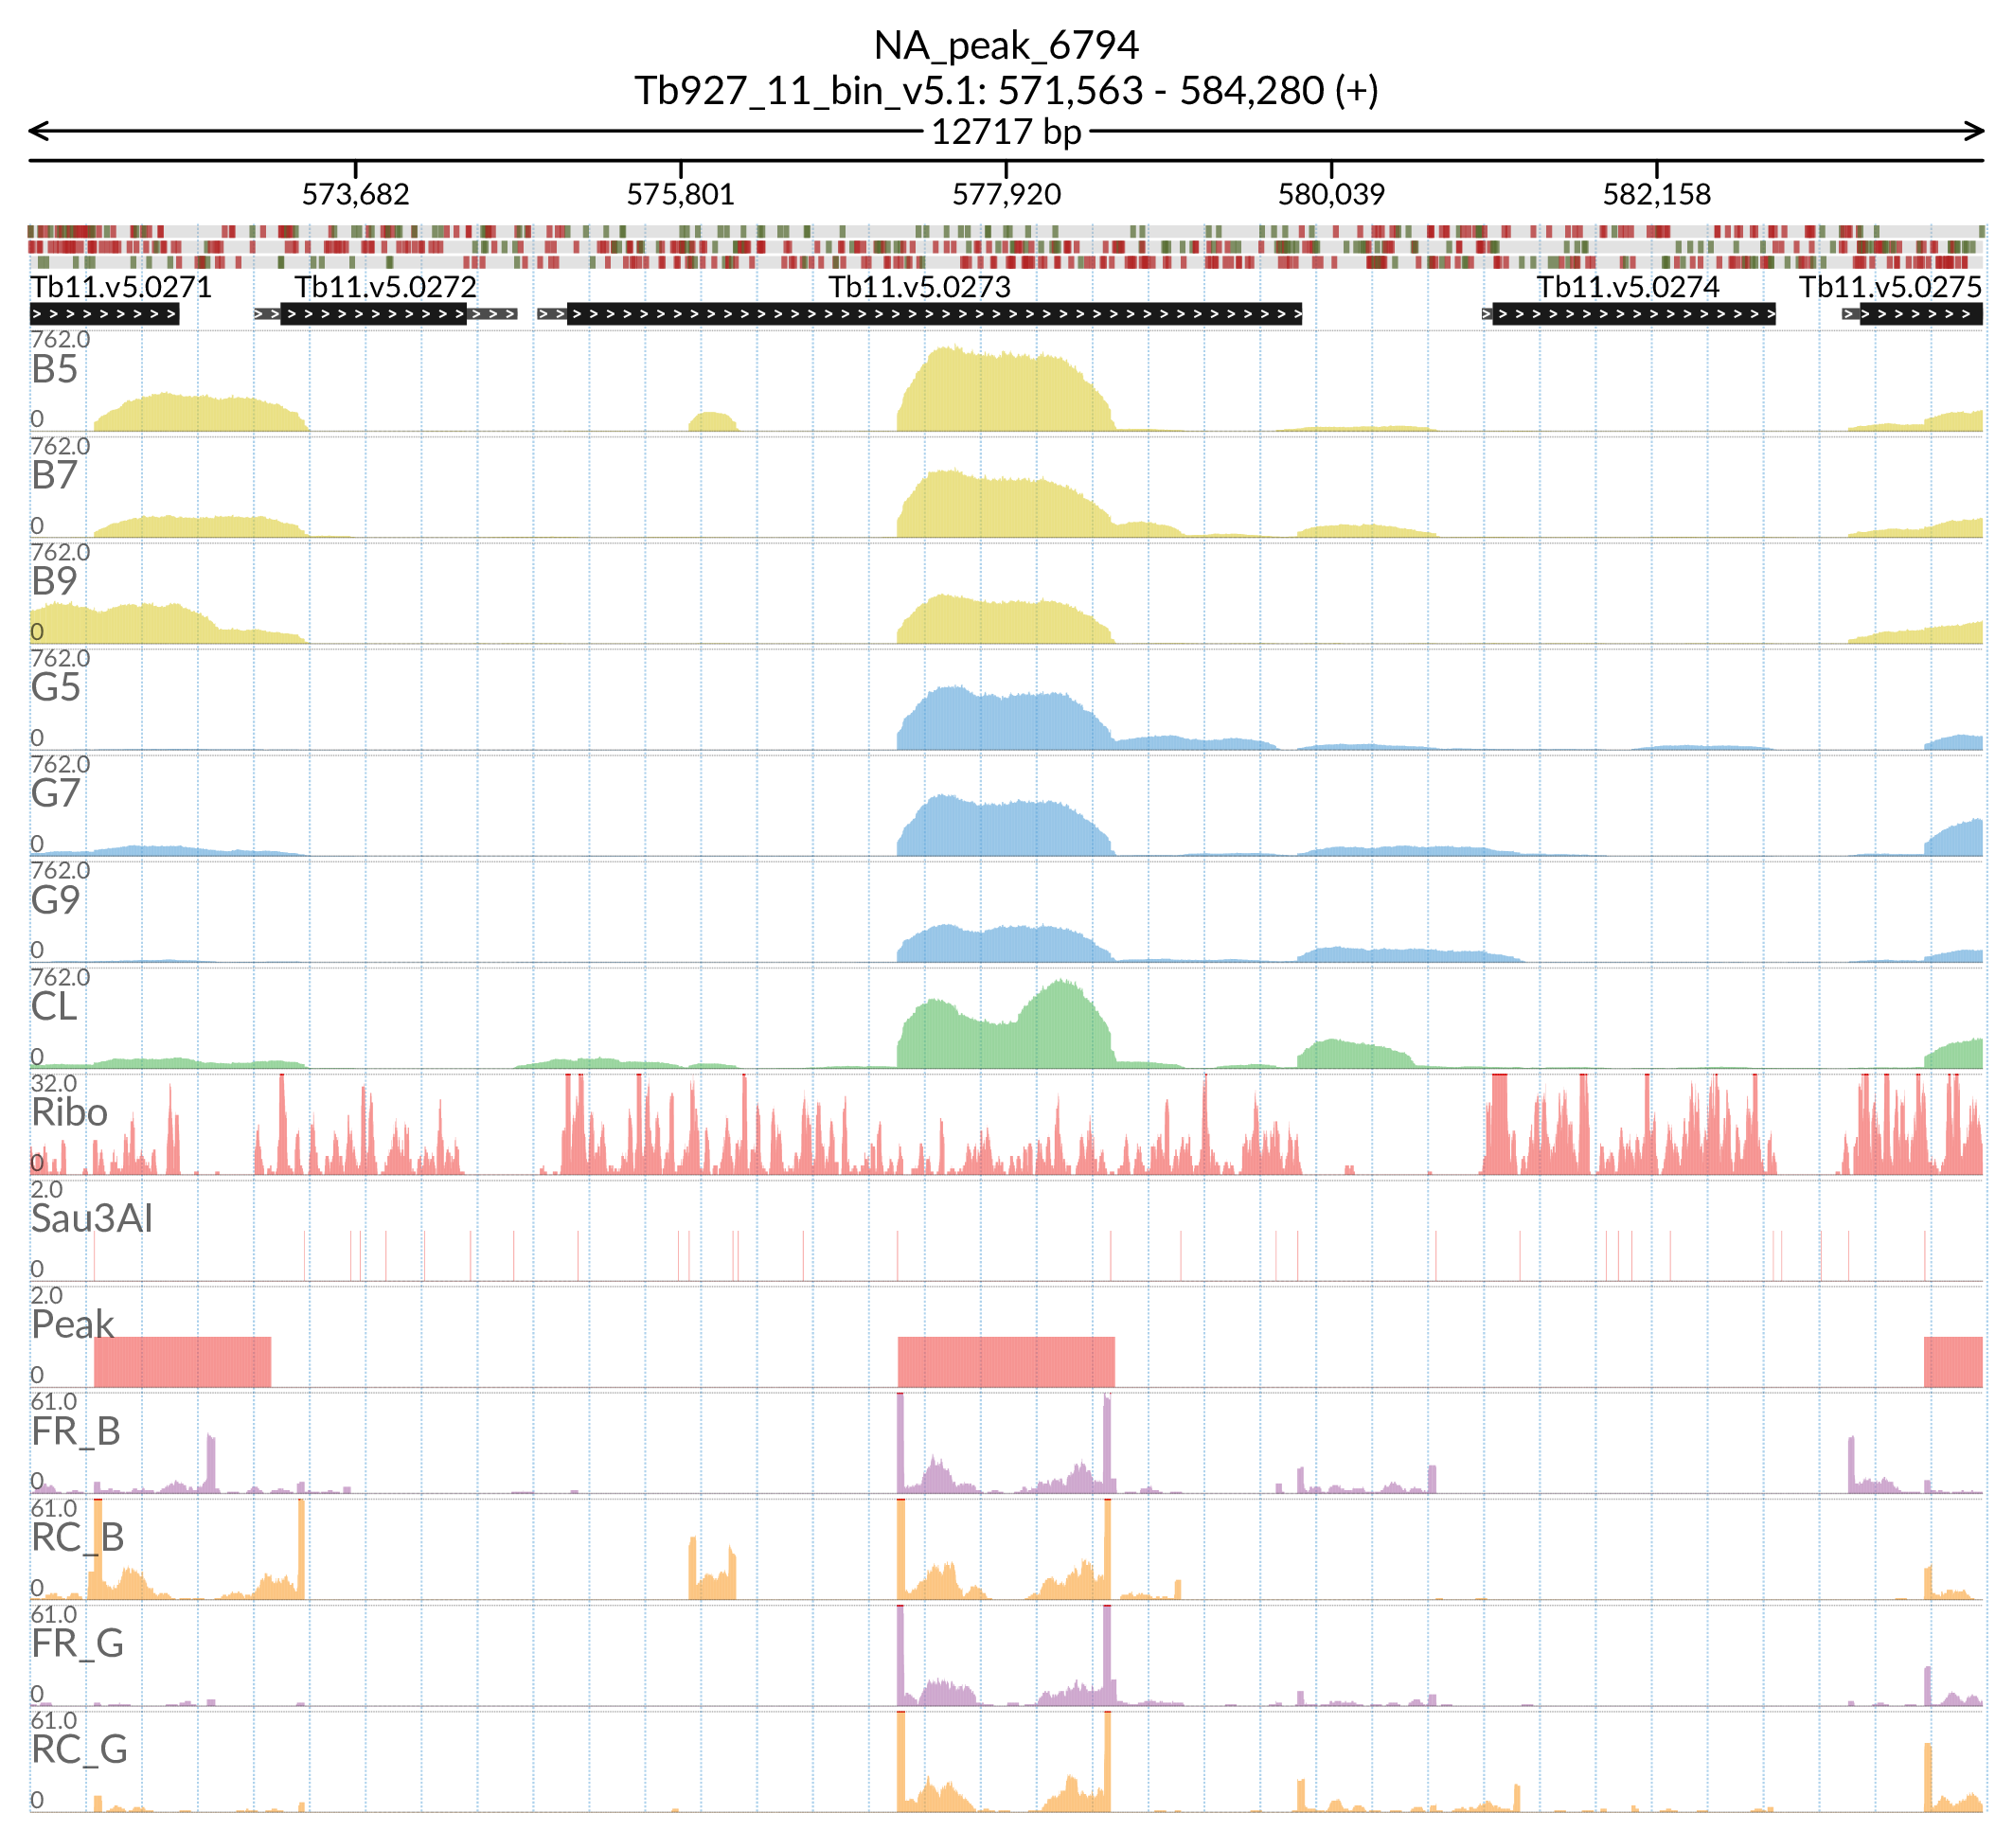 NA_peak_6794
Tb927_11_bin_v5.1: 571,563 - 584,280 (+)
12717 bp
573,682 575,801 577,920 580,039 582,158
Tb11.v5.0271 Tb11.v5.0272 Tb11.v5.0273 Tb11.v5.0274 Tb11.v5.0275
762.0
B5
0
762.0
B7
0
762.0
B9
0
762.0
G5
0
762.0
G7
0
762.0
G9
0
762.0
CL
0
32.0
Ribo
0
2.0
Sau3AI
0
2.0
Peak
0
61.0
FR_B
0
61.0
RC_B
0
61.0
FR_G
0
61.0
RC_G
0